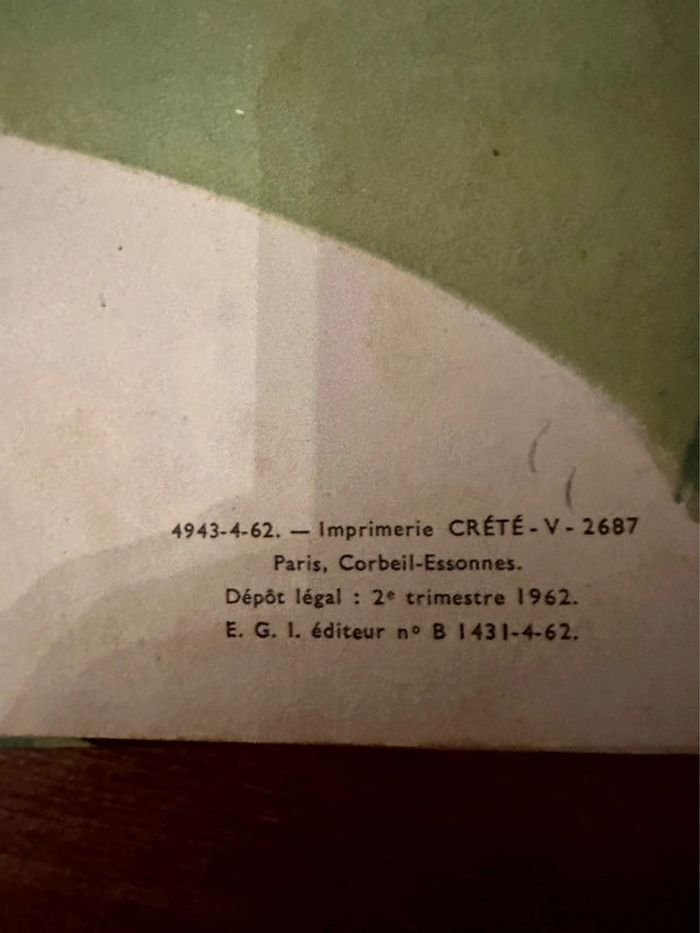 4943-4-62. — Imprimerie CRÉTÉ - V - 2687
Paris, Corbeil-Essonnes.
Dépôt légal : 2e trimestre 1962.
E. G. I. éditeur no B 1431-4-62.